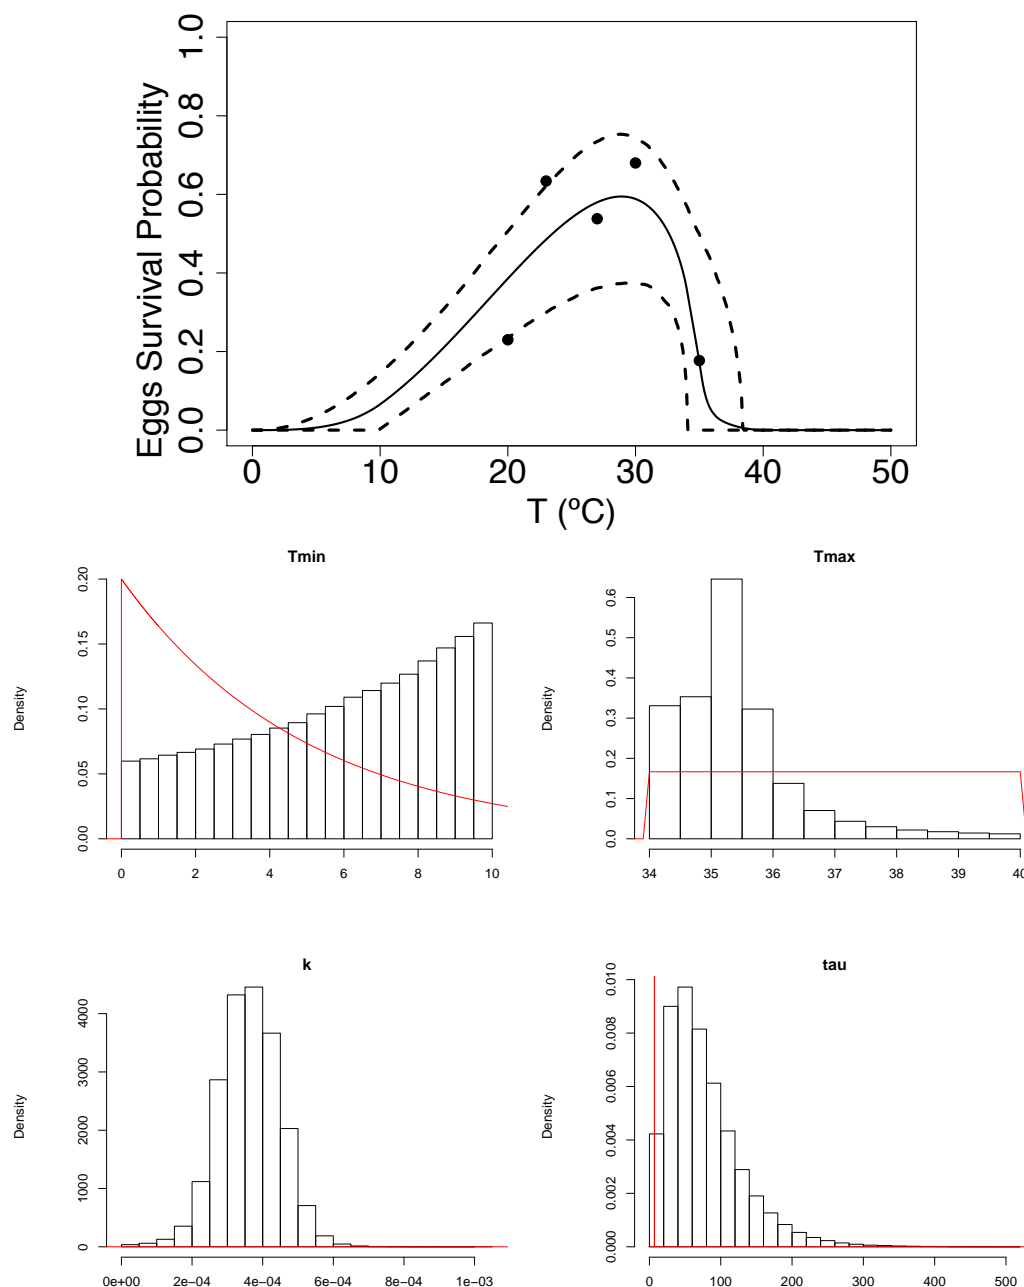 Eggs Survival Probability
0.0 0.2 0.4 0.6 0.8 1.0
0 10 20 30 40 50
T (ºC)
Tmin
Density
0.00 0.05 0.10 0.15 0.20
0 2 4 6 8 10
Tmax
Density
0.0 0.1 0.2 0.3 0.4 0.5 0.6
34 35 36 37 38 39 40
k
Density
0 1000 2000 3000 4000
0e+00 2e−04 4e−04 6e−04 8e−04 1e−03
tau
Density
0.000 0.002 0.004 0.006 0.008 0.010
0 100 200 300 400 500